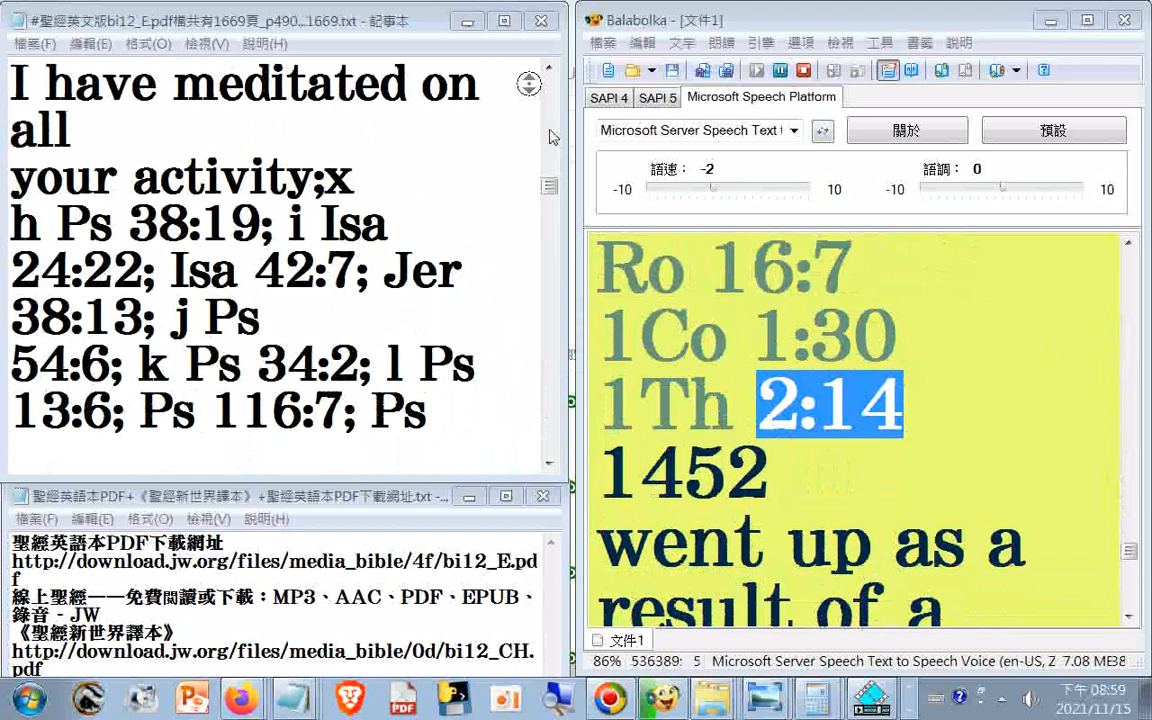 #聖經英文版bi12_E.pdf橫共有1669頁_p490...1669.txt - 記事本
檔案(F) 編輯(E) 格式(O) 檢視(V) 說明(H)
I have meditated on
all
your activity;x
h Ps 38:19; i Isa
24:22; Isa 42:7; Jer
38:13; j Ps
54:6; k Ps 34:2; l Ps
13:6; Ps 116:7; Ps
聖經英語本PDF+《聖經新世界譯本》+聖經英語本PDF下載網址.txt -...
檔案(F) 編輯(E) 格式(O) 檢視(V) 說明(H)
聖經英語本PDF下載網址
http://download.jw.org/files/media_bible/4f/bi12_E.pd
f
線上聖經──免費閱讀或下載：MP3、AAC、PDF、EPUB、
錄音 - JW
《聖經新世界譯本》
http://download.jw.org/files/media_bible/0d/bi12_CH.
pdf
Balabolka - [文件1]
檔案 編輯 文字 朗讀 引擎 選項 檢視 工具 書籤 說明
SAPI 4 SAPI 5 Microsoft Speech Platform
Microsoft Server Speech Text 關於 預設
語速： -2 語調： 0
-10 10 -10 10
Ro 16:7
1Co 1:30
1Th 2:14
1452
went up as a
result of a
文件1
86% 536389: 5 Microsoft Server Speech Text to Speech Voice (en-US, Z 7.08 ME38
下午 08:59
2021/11/15